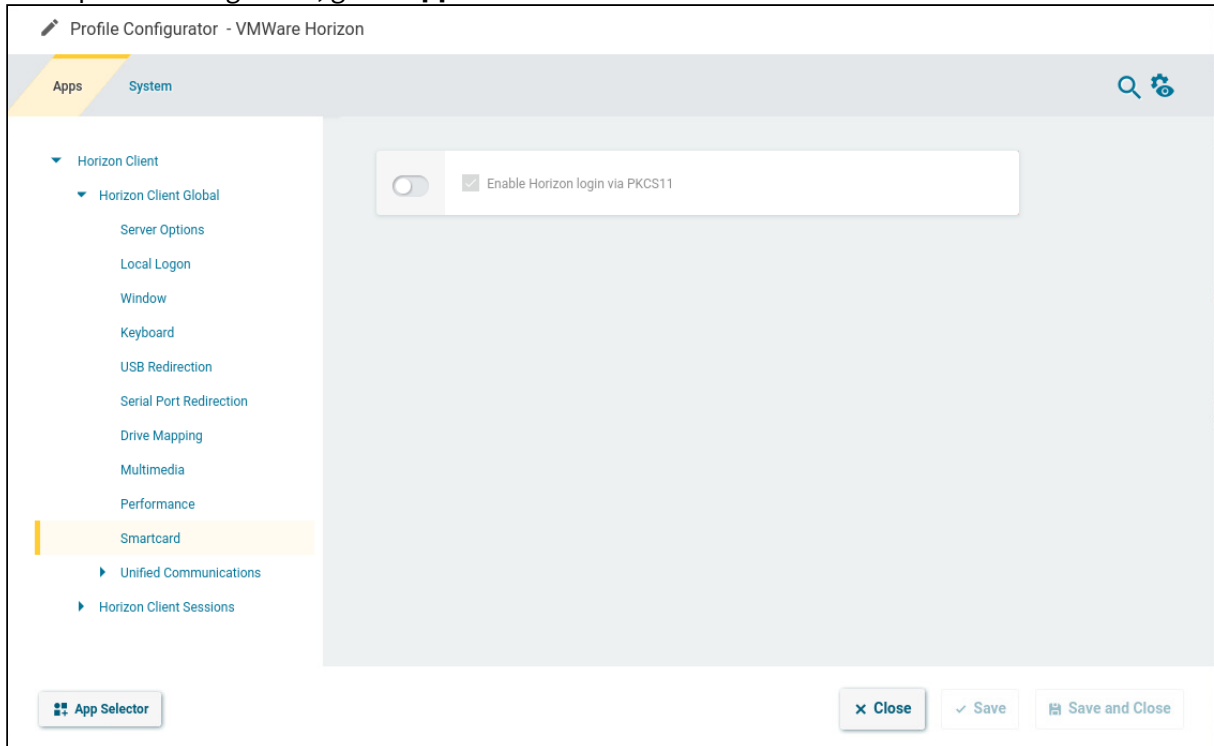 Profile Configurator - VMWare Horizon
Apps
System
Horizon Client
Horizon Client Global
Server Options
Local Logon
Window
Keyboard
USB Redirection
Serial Port Redirection
Drive Mapping
Multimedia
Performance
Smartcard
Unified Communications
Horizon Client Sessions
Enable Horizon login via PKCS11
App Selector
Close
Save
Save and Close